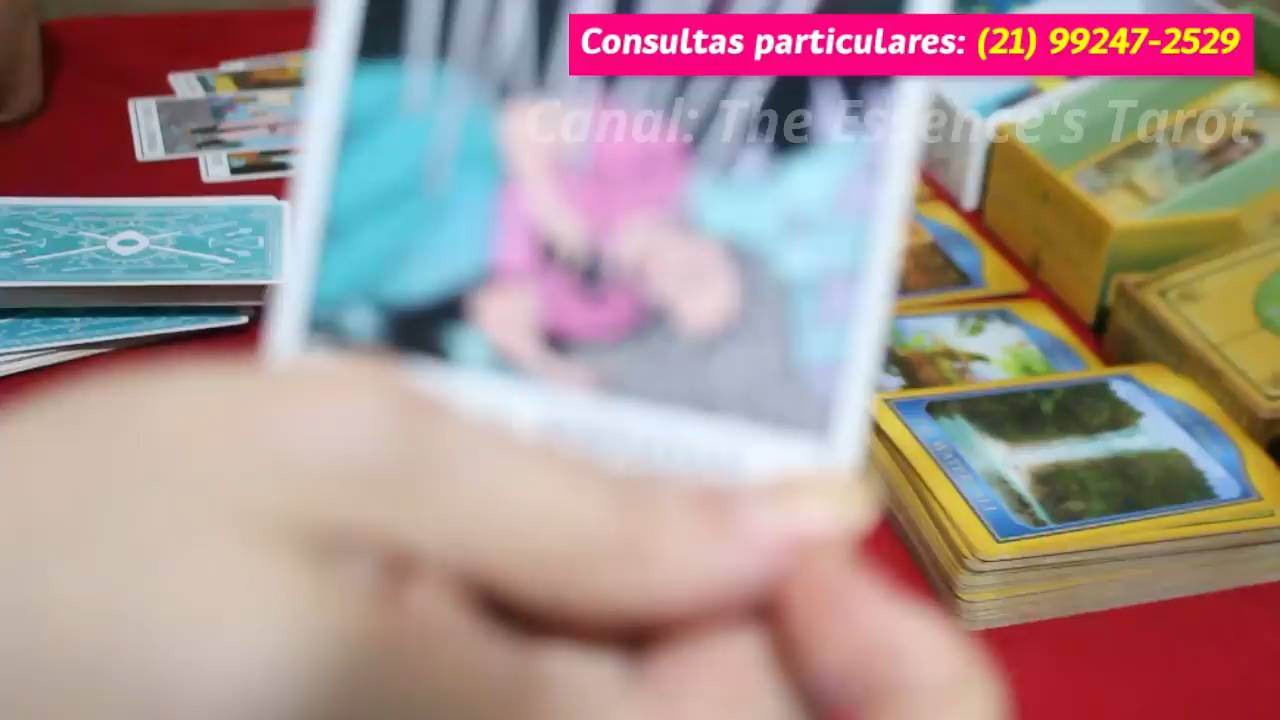 Consultas particulares: (21) 99247-2529
Canal: The Essence's Tarot